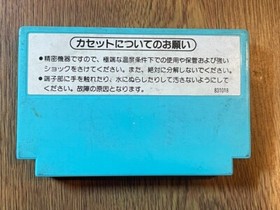 カセットについてのお願い
●精密機器ですので、極端な温度条件下での使用や保管および強い
ショックをさけてください。また、絶対に分解しないでください。
●端子部に手を触れたり、水にぬらしたりして汚さないようにして
ください。故障の原因となります。